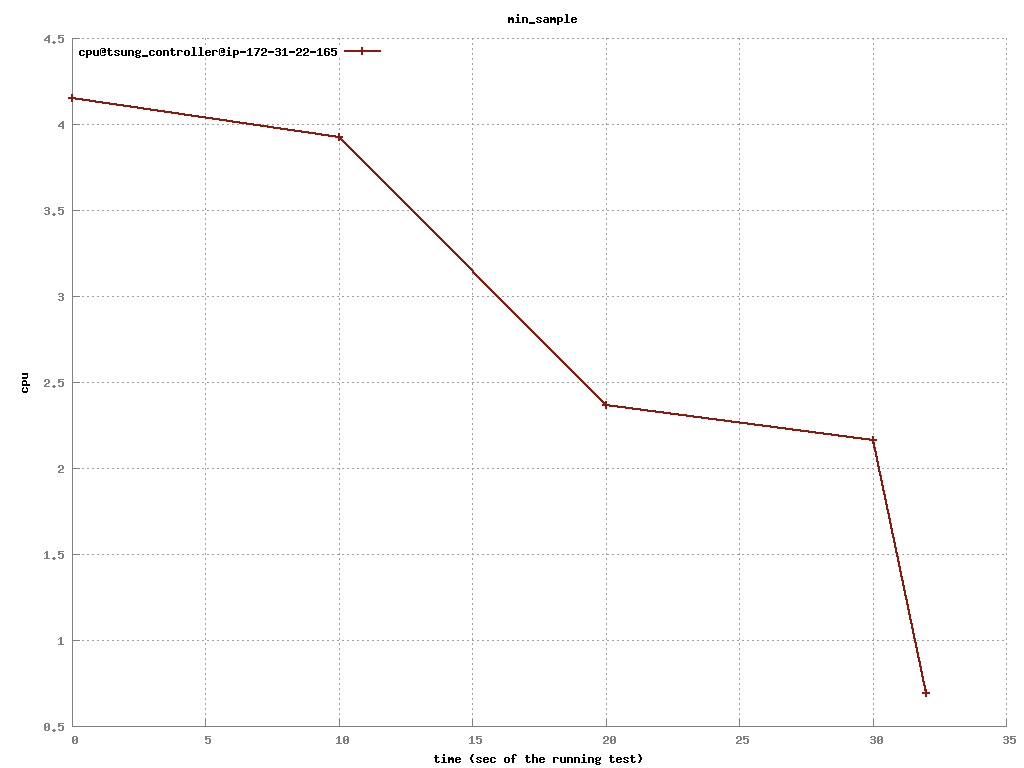 min_sample
4.5
cpu@tsung_controller@ip-172-31-22-165
4
3.5
3
cpu
2.5
2
1.5
1
0.5
0 5 10 15 20 25 30 35
time (sec of the running test)